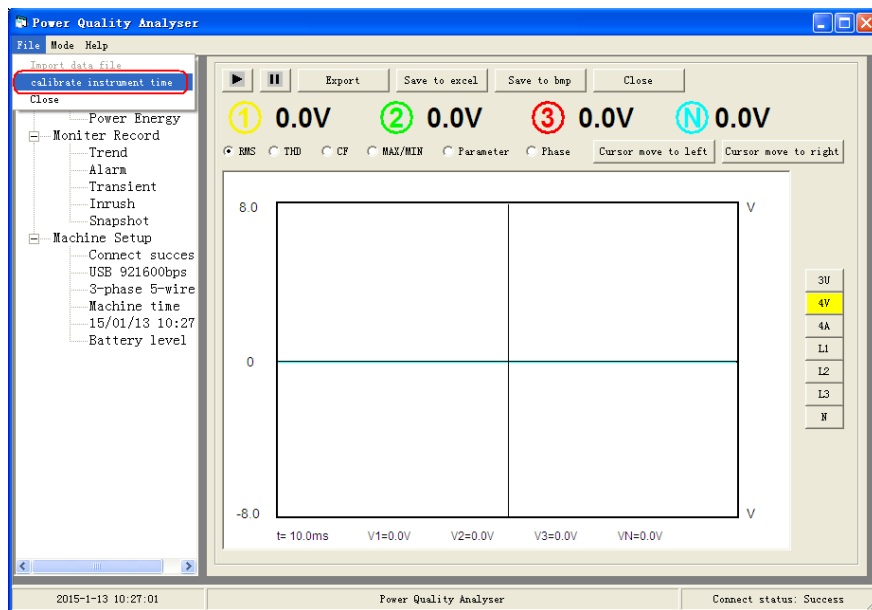 Power Quality Analyser
File Mode Help
Import data file
calibrate instrument time
Close
Power Energy
Moniter Record
Trend
Alarm
Transient
Inrush
Snapshot
Machine Setup
Connect succes
USB 921600bps
3-phase 5-wire
Machine time
15/01/13 10:27
Battery level
Export Save to excel Save to bmp Close
1 0.0V 2 0.0V 3 0.0V N 0.0V
RMS THD CF MAX/MIN Parameter Phase Cursor move to left Cursor move to right
8.0 V
0
-8.0 V
t= 10.0ms V1=0.0V V2=0.0V V3=0.0V VN=0.0V
3U
4V
4A
L1
L2
L3
N
2015-1-13 10:27:01 Power Quality Analyser Connect status: Success